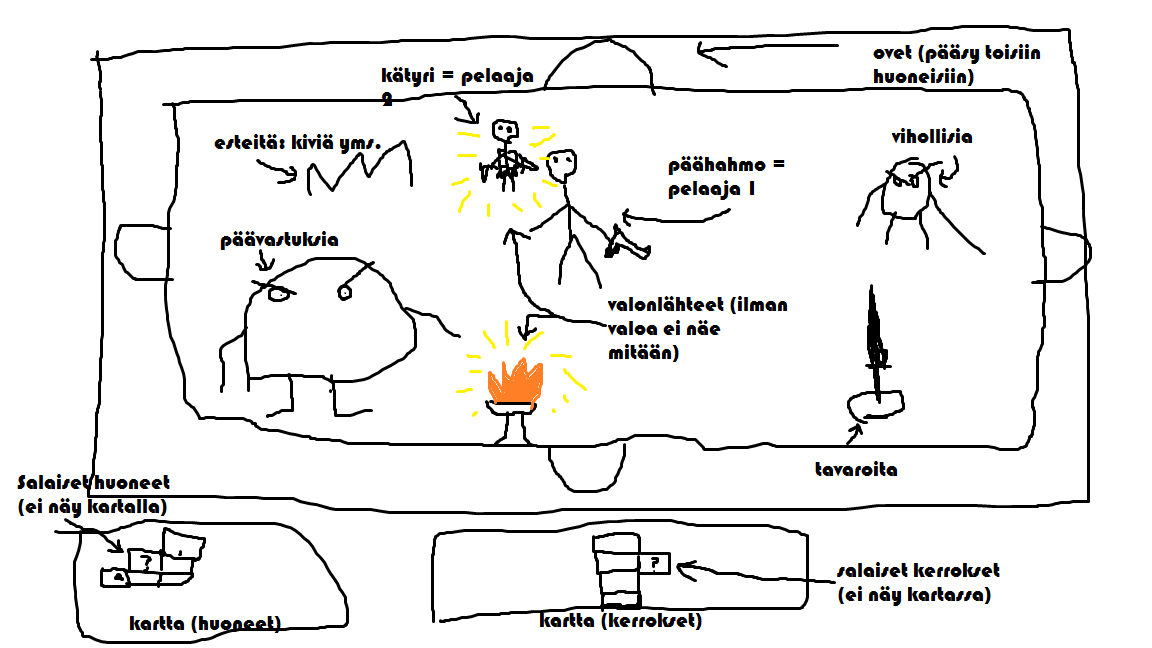 ovet (pääsy toisiin
huoneisiin)
kätyri = pelaaja
2
esteitä: kiviä yms.
vihollisia
päähahmo =
pelaaja 1
päävastuksia
valonlähteet (ilman
valoa ei näe
mitään)
tavaroita
Salaiset huoneet
(ei näy kartalla)
?
kartta (huoneet)
?
salaiset kerrokset
(ei näy kartassa)
kartta (kerrokset)